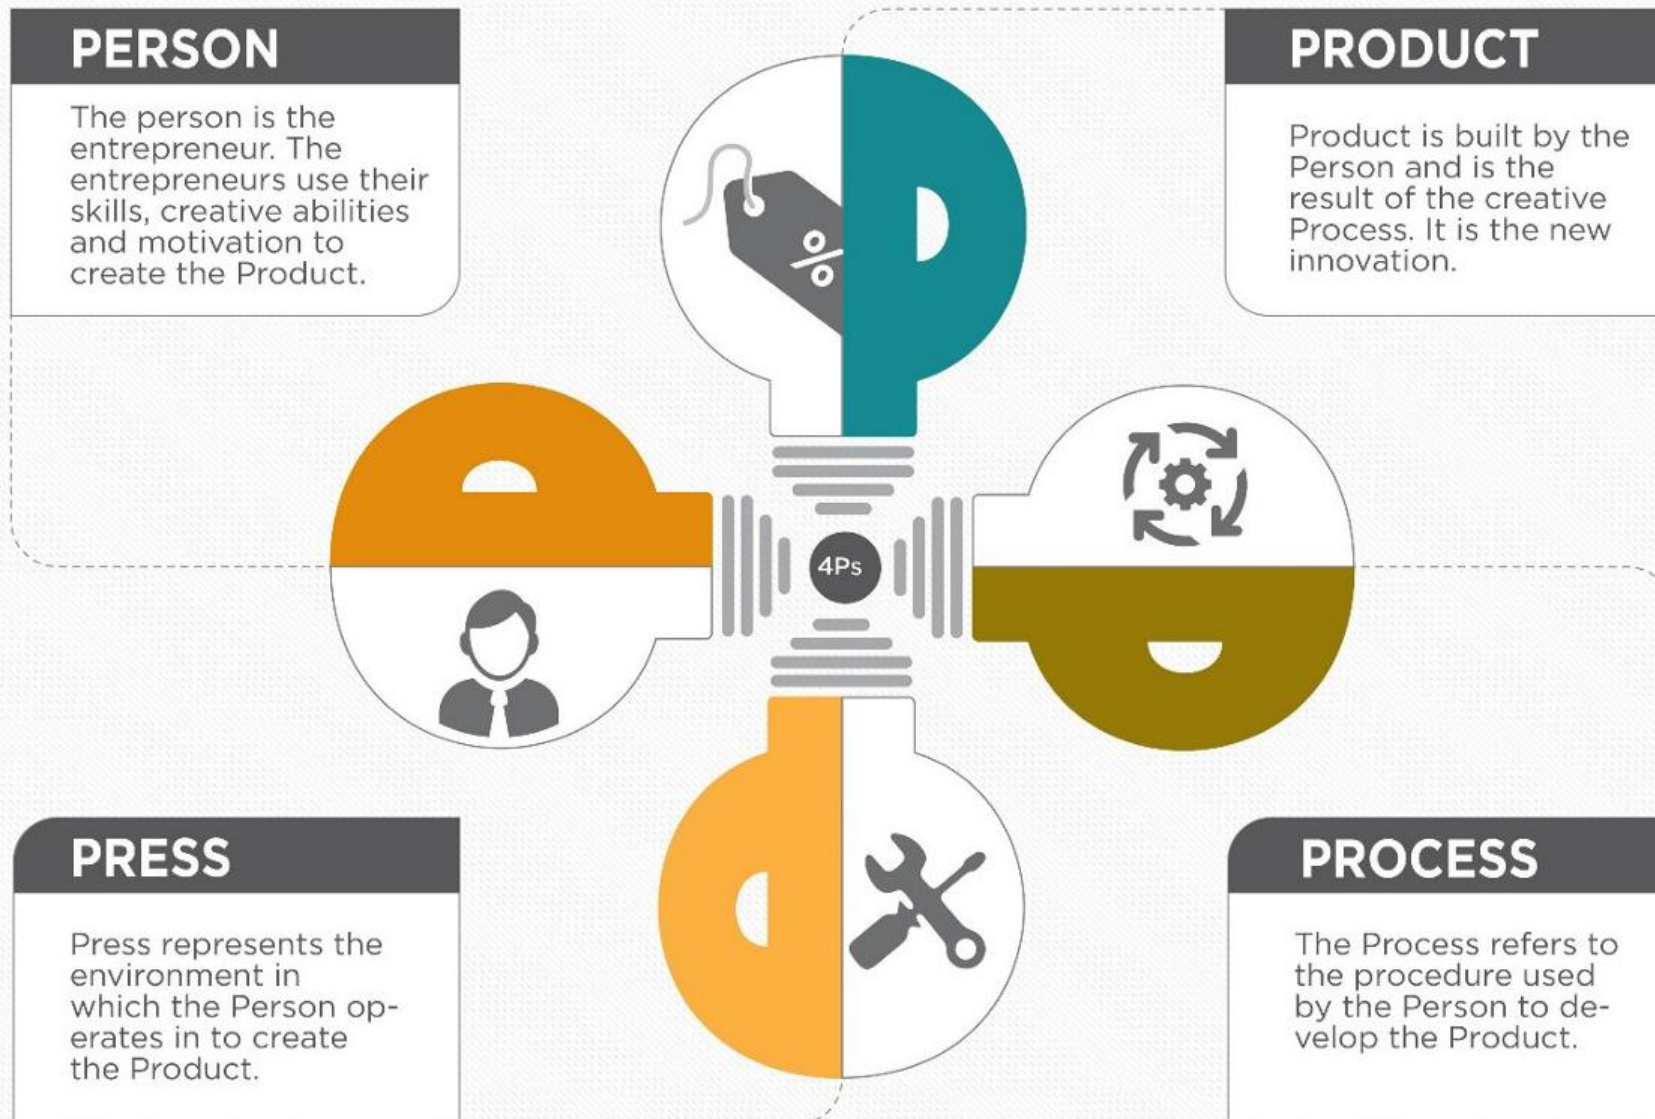 PERSON
The person is the
entrepreneur. The
entrepreneurs use their
skills, creative abilities
and motivation to
create the Product.
PRODUCT
Product is built by the
Person and is the
result of the creative
Process. It is the new
innovation.
%
4Ps
PRESS
Press represents the
environment in
which the Person op-
erates in to create
the Product.
PROCESS
The Process refers to
the procedure used
by the Person to de-
velop the Product.